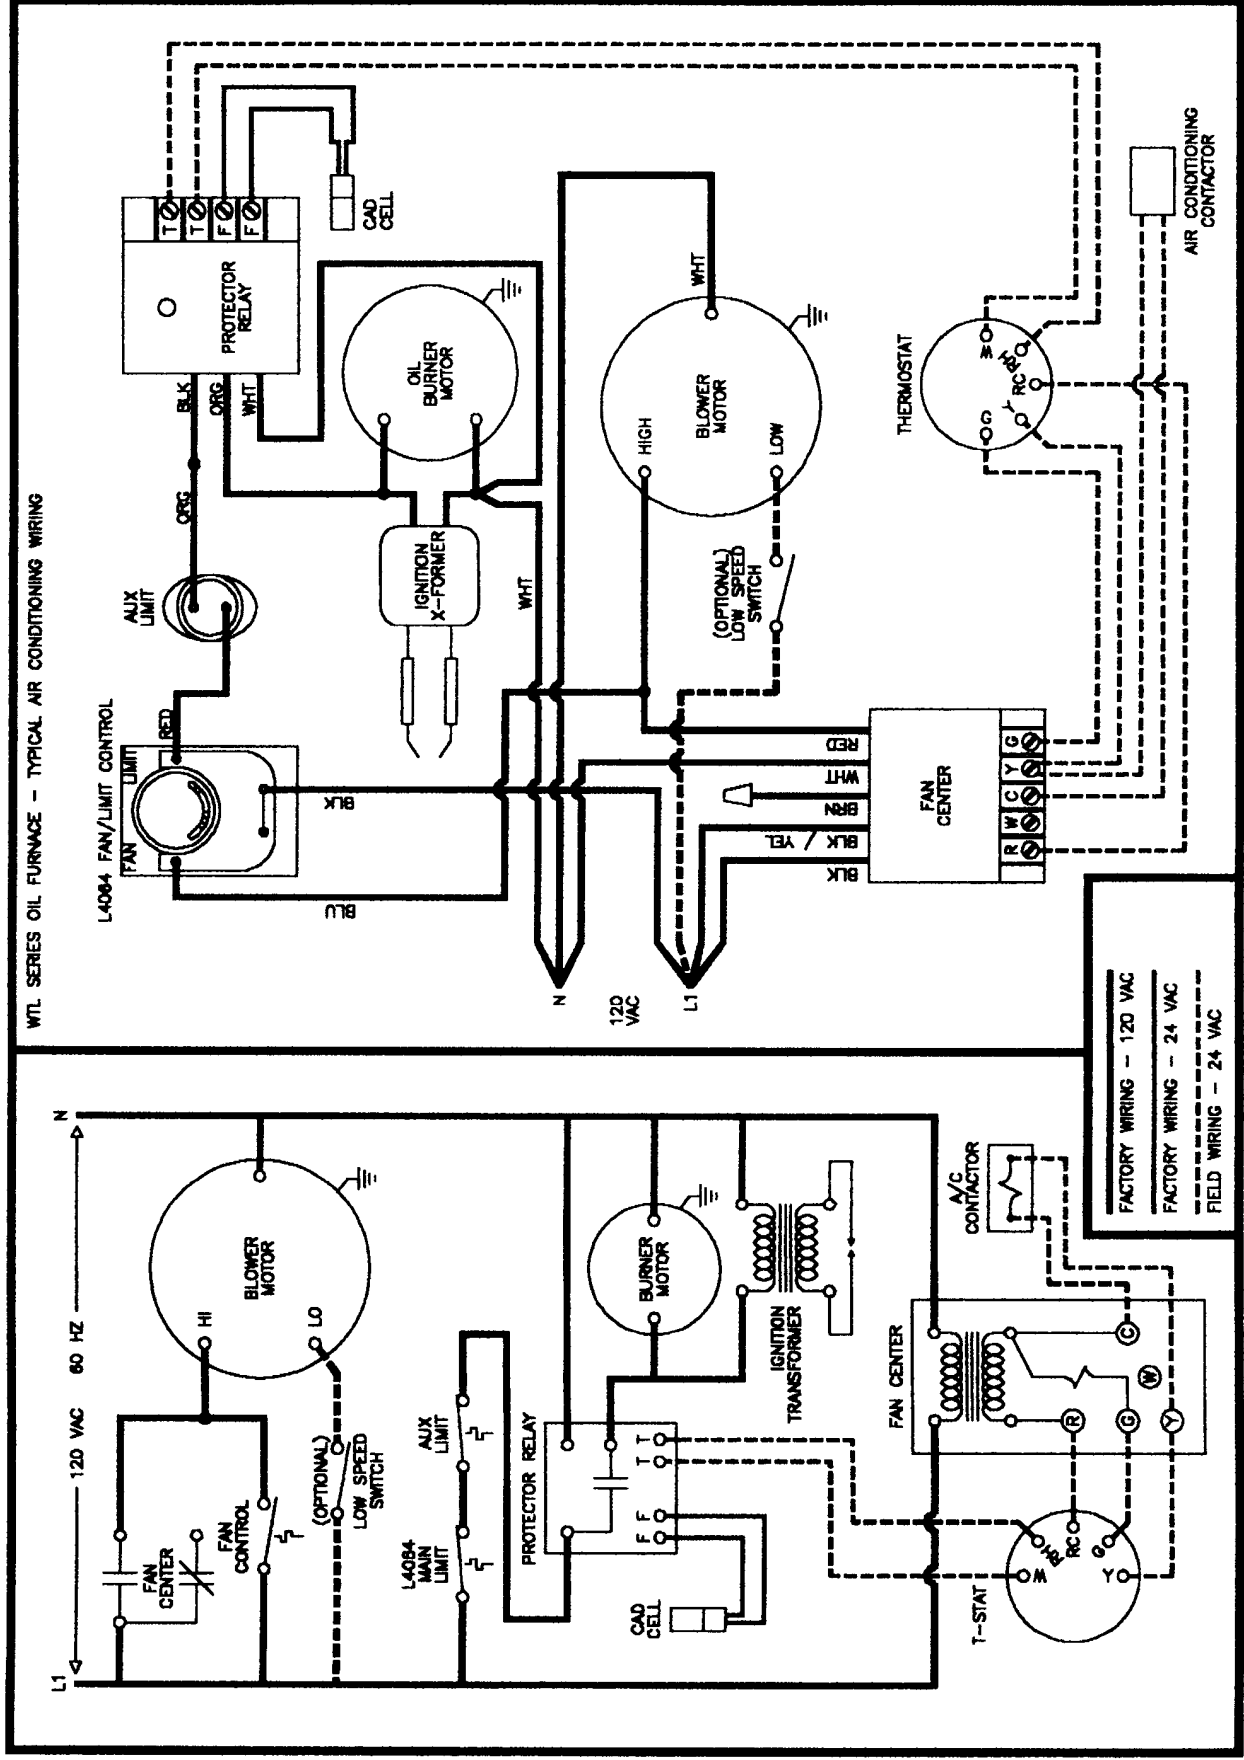 WTL SERIES OIL FURNACE - TYPICAL AIR CONDITIONING WIRING
L1
120 VAC 60 HZ
N
FAN
CENTER
FAN
CONTROL
HI
LO
BLOWER
MOTOR
(OPTIONAL)
LOW SPEED
SWITCH
L4064
MAIN
LIMIT
AUX
LIMIT
PROTECTOR RELAY
F
F
T
T
CAD
CELL
BURNER
MOTOR
IGNITION
TRANSFORMER
FAN CENTER
R
G
Y
W
C
A/C
CONTACTOR
T-STAT
W
RH
RC
G
Y
L4064 FAN/LIMIT CONTROL
FAN
LIMIT
RED
AUX
LIMIT
ORG
BLK
ORG
WHT
PROTECTOR
RELAY
T
T
F
F
CAD
CELL
BLU
BLK
IGNITION
X-FORMER
OIL
BURNER
MOTOR
WHT
N
120
VAC
L1
HIGH
LOW
BLOWER
MOTOR
WHT
(OPTIONAL)
LOW SPEED
SWITCH
RED
WHT
BRN
BLK / YEL
BLK
FAN
CENTER
R
W
C
Y
G
THERMOSTAT
G
Y
RC
RH
W
AIR CONDITIONING
CONTACTOR
FACTORY WIRING - 120 VAC
FACTORY WIRING - 24 VAC
FIELD WIRING - 24 VAC